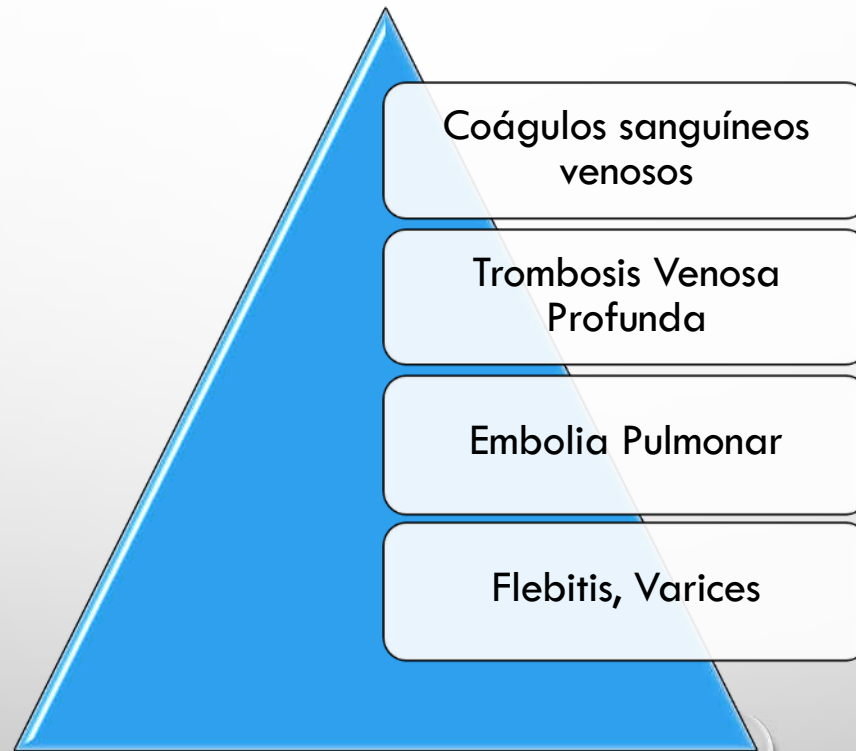 Coágulos sanguíneos
venosos
Trombosis Venosa
Profunda
Embolia Pulmonar
Flebitis, Varices